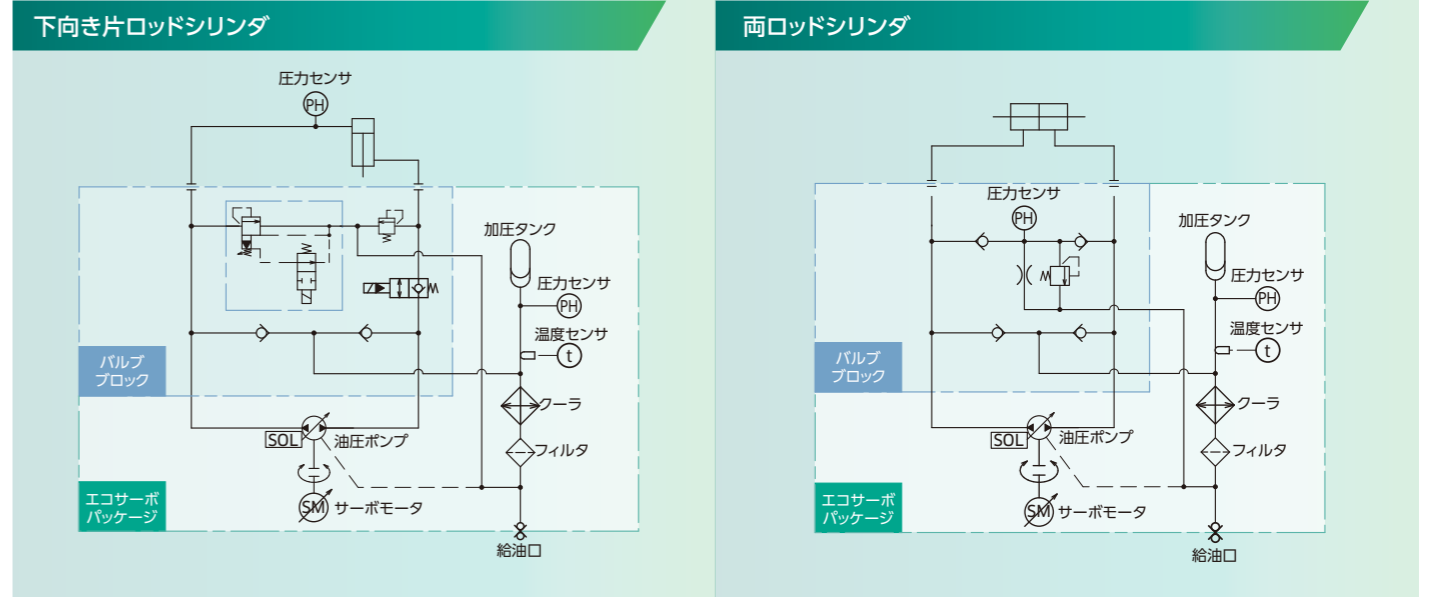 下向き片ロッドシリンダ
圧力センサ
PH
加圧タンク
圧力センサ
PH
温度センサ
t
バルブ
ブロック
クーラ
SOL
油圧ポンプ
フィルタ
エコサーボ
パッケージ
SM
サーボモータ
給油口
両ロッドシリンダ
圧力センサ
PH
加圧タンク
圧力センサ
PH
温度センサ
t
バルブ
ブロック
クーラ
SOL
油圧ポンプ
フィルタ
エコサーボ
パッケージ
SM
サーボモータ
給油口